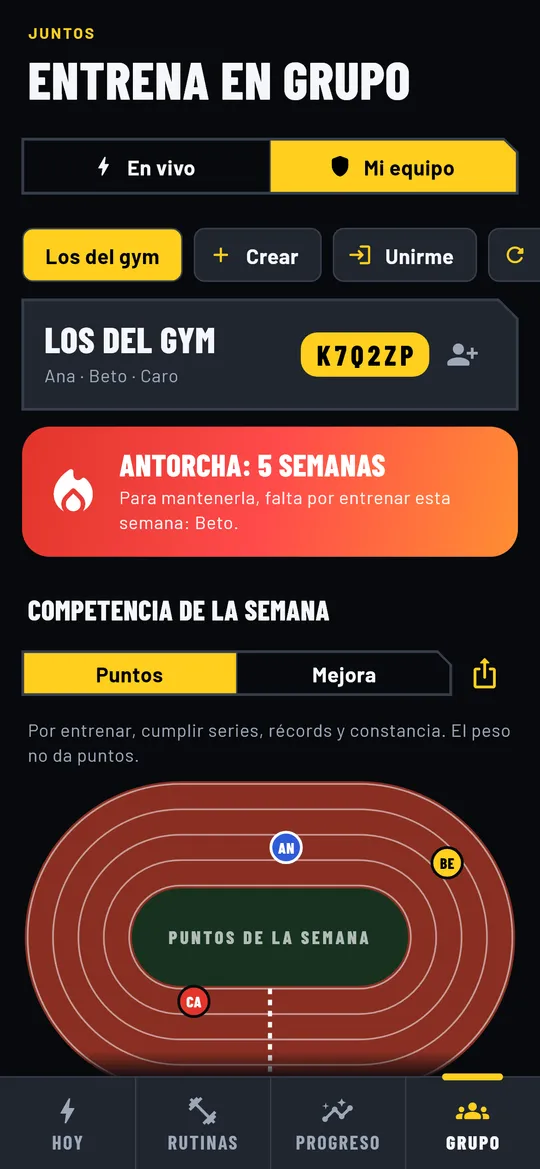 JUNTOS
ENTRENA EN GRUPO
En vivo
Mi equipo
Los del gym
Crear
Unirme
LOS DEL GYM
K7Q2ZP
Ana · Beto · Caro
ANTORCHA: 5 SEMANAS
Para mantenerla, falta por entrenar esta
semana: Beto.
COMPETENCIA DE LA SEMANA
Puntos
Mejora
Por entrenar, cumplir series, récords y constancia. El peso
no da puntos.
AN
BE
PUNTOS DE LA SEMANA
CA
HOY
RUTINAS
PROGRESO
GRUPO